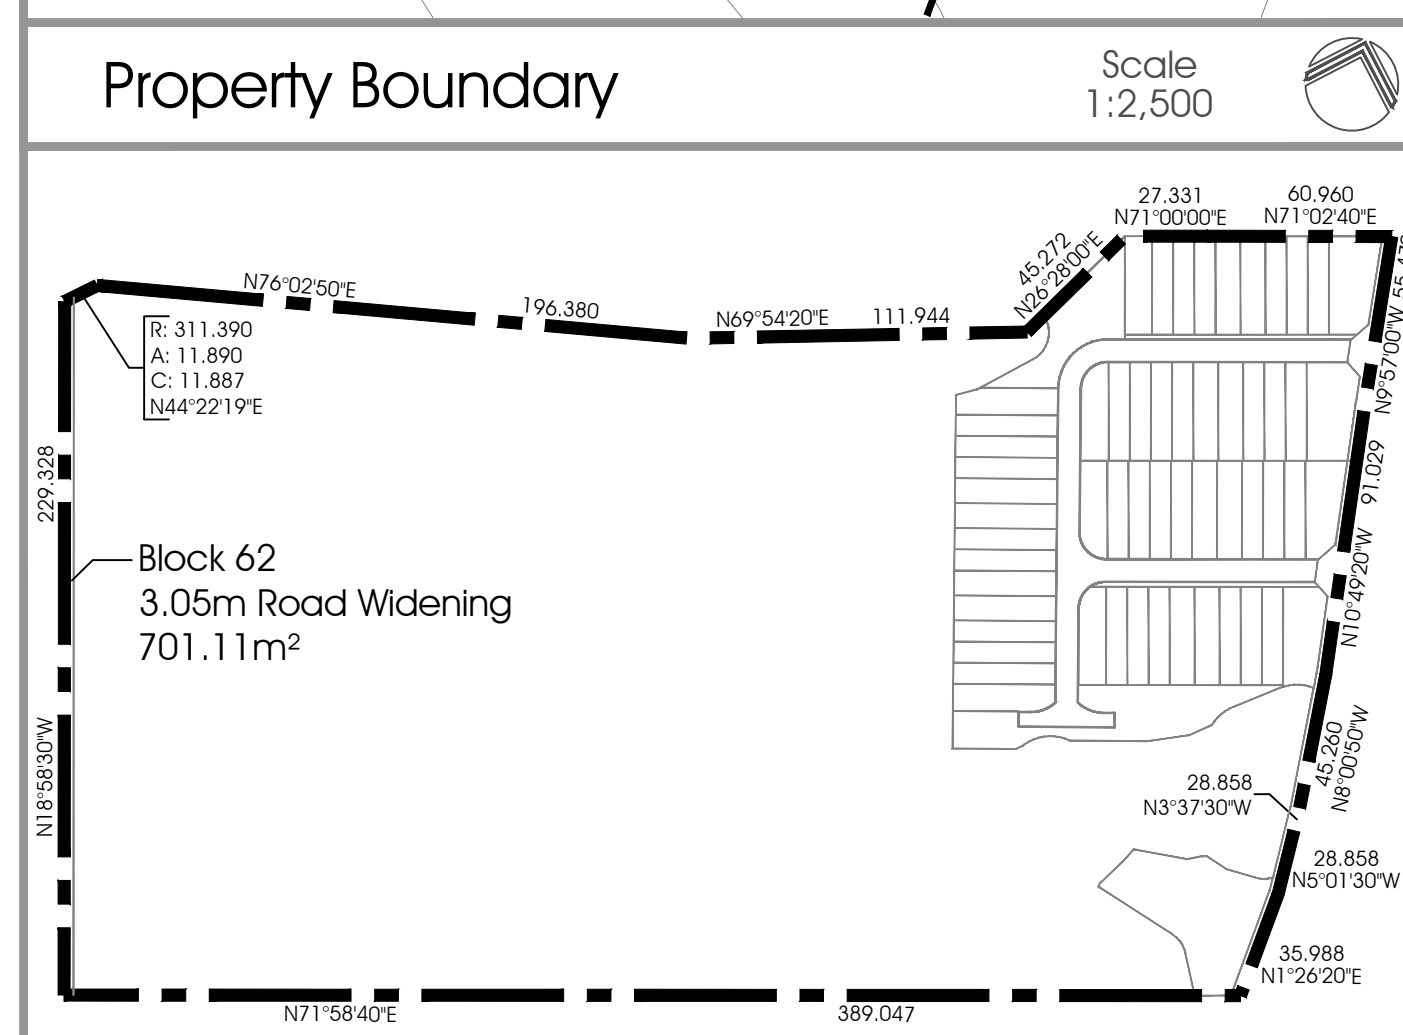 Property Boundary
Scale
1:2,500
27.331
N71°00'00"E
60.960
N71°02'40"E
45.272
N26°28'00"E
N76°02'50"E
196.380
N69°54'20"E
111.944
R: 311.390
A: 11.890
C: 11.887
N44°22'19"E
N9°57'00"W
91.029
N10°49'20"W
229.328
N18°58'30"W
Block 62
3.05m Road Widening
701.11m²
45.260
N8°00'50"W
28.858
N3°37'30"W
28.858
N5°01'30"W
35.988
N1°26'20"E
N71°58'40"E
389.047